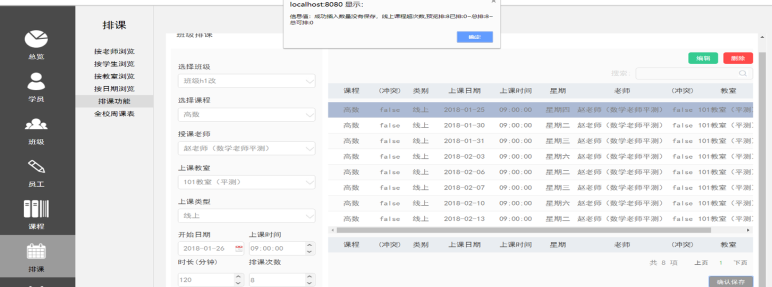 localhost:8080 显示:
信息值: 成功插入数量没有保存, 线上课程超次数,预览排:8已排:0-总排:8-
总可排:0
确定
排课
按老师浏览
按学生浏览
按教室浏览
按日期浏览
排课功能
全校周课表
总览
学员
班级
员工
课程
排课
班级排课
选择班级
班级h1改
选择课程
高数
授课老师
赵老师（数学老师平测）
上课教室
101教室（平测）
上课类型
线上
开始日期 上课时间
2018-01-26 09:00:00
时长(分钟) 排课次数
120 8
编辑 删除
搜索:
课程 (冲突) 类别 上课日期 上课时间 星期 老师 (冲突) 教室
高数 false 线上 2018-01-25 09:00:00 星期四 赵老师（数学老师平测） false 101教室（平测）
高数 false 线上 2018-01-30 09:00:00 星期二 赵老师（数学老师平测） false 101教室（平测）
高数 false 线上 2018-01-31 09:00:00 星期三 赵老师（数学老师平测） false 101教室（平测）
高数 false 线上 2018-02-03 09:00:00 星期六 赵老师（数学老师平测） false 101教室（平测）
高数 false 线上 2018-02-06 09:00:00 星期二 赵老师（数学老师平测） false 101教室（平测）
高数 false 线上 2018-02-07 09:00:00 星期三 赵老师（数学老师平测） false 101教室（平测）
高数 false 线上 2018-02-10 09:00:00 星期六 赵老师（数学老师平测） false 101教室（平测）
高数 false 线上 2018-02-13 09:00:00 星期二 赵老师（数学老师平测） false 101教室（平测）
课程 (冲突) 类别 上课日期 上课时间 星期 老师 (冲突) 教室
共 8 项 上页 1 下页
确认保存